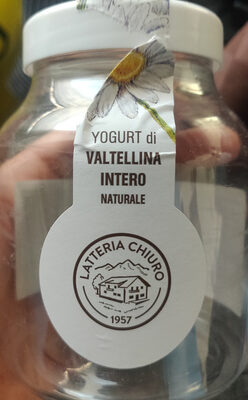 YOGURT di
VALTELLINA
INTERO
NATURALE
LATTERIA CHIURO
1957